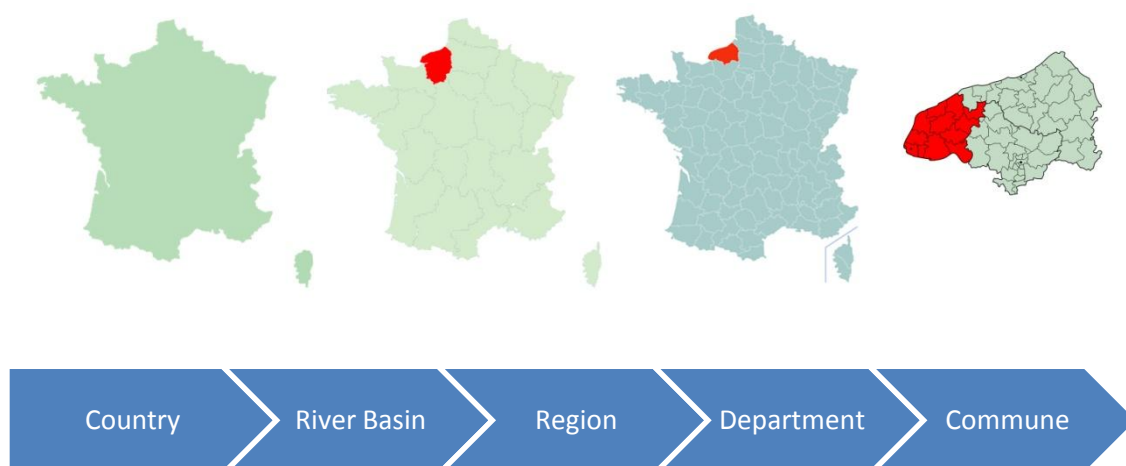 Country
River Basin
Region
Department
Commune